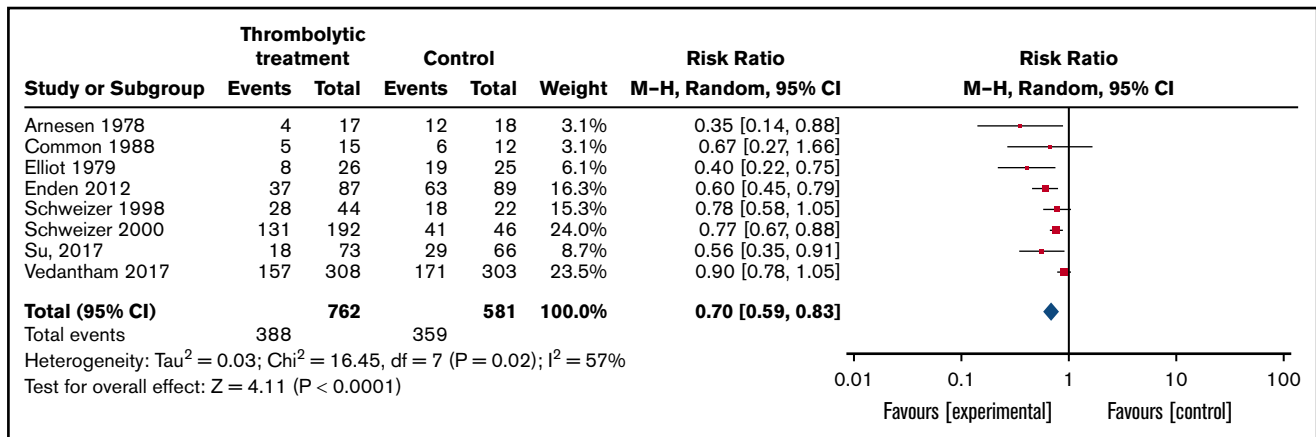 Thrombolytic
treatment Control Risk Ratio Risk Ratio
Study or Subgroup Events Total Events Total Weight M–H, Random, 95% CI M–H, Random, 95% CI
Arnesen 1978 4 17 12 18 3.1% 0.35 [0.14, 0.88]
Common 1988 5 15 6 12 3.1% 0.67 [0.27, 1.66]
Elliot 1979 8 26 19 25 6.1% 0.40 [0.22, 0.75]
Enden 2012 37 87 63 89 16.3% 0.60 [0.45, 0.79]
Schweizer 1998 28 44 18 22 15.3% 0.78 [0.58, 1.05]
Schweizer 2000 131 192 41 46 24.0% 0.77 [0.67, 0.88]
Su, 2017 18 73 29 66 8.7% 0.56 [0.35, 0.91]
Vedantham 2017 157 308 171 303 23.5% 0.90 [0.78, 1.05]
Total (95% CI) 762 581 100.0% 0.70 [0.59, 0.83]
Total events 388 359
Heterogeneity: Tau² = 0.03; Chi² = 16.45, df = 7 (P = 0.02); I² = 57%
Test for overall effect: Z = 4.11 (P < 0.0001)
0.01 0.1 1 10 100
Favours [experimental] Favours [control]